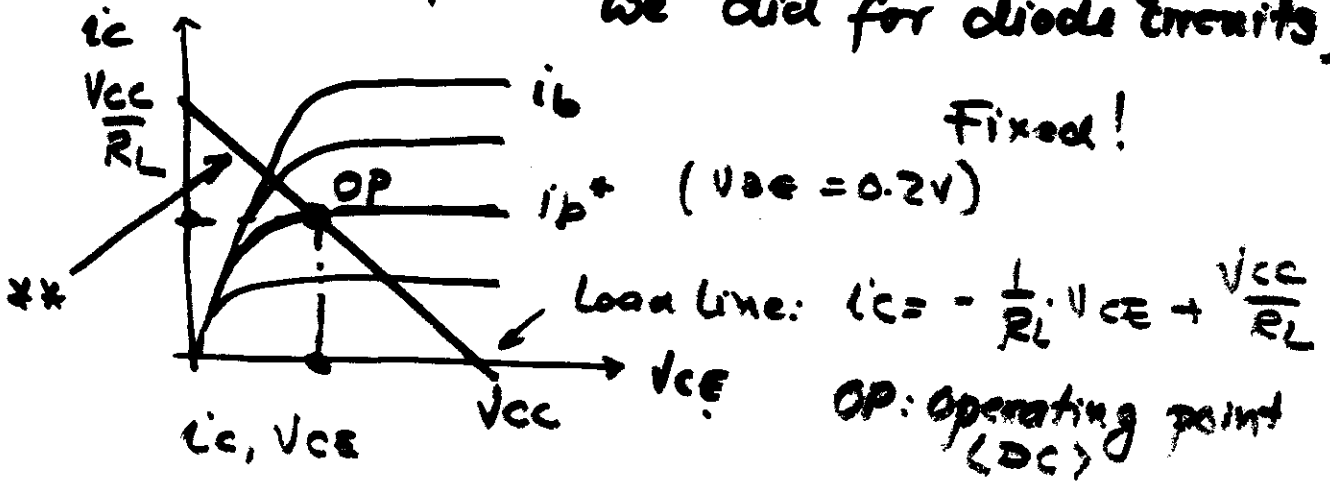 we did for diode circuits,
ic
VCC
RL
ib
Fixed!
OP
ib* (VBE = 0.2V)
**
Load Line: ic = - 1/RL · VCE + VCC/RL
VCE
VCC
OP: Operating point
(DC)
ic, VCE